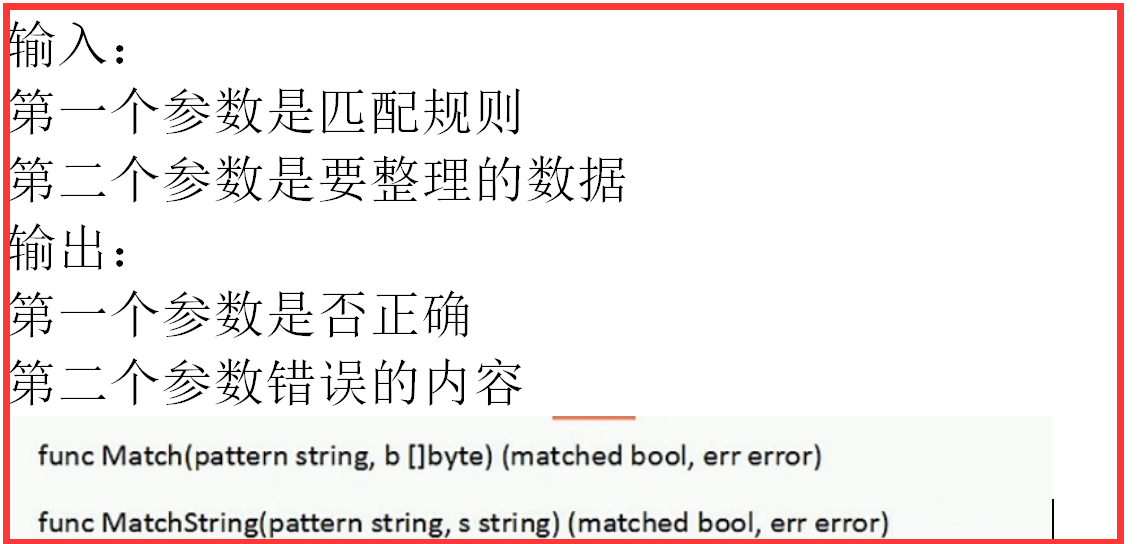 输入：
第一个参数是匹配规则
第二个参数是要整理的数据
输出：
第一个参数是否正确
第二个参数错误的内容
func Match(pattern string, b []byte) (matched bool, err error)
func MatchString(pattern string, s string) (matched bool, err error)